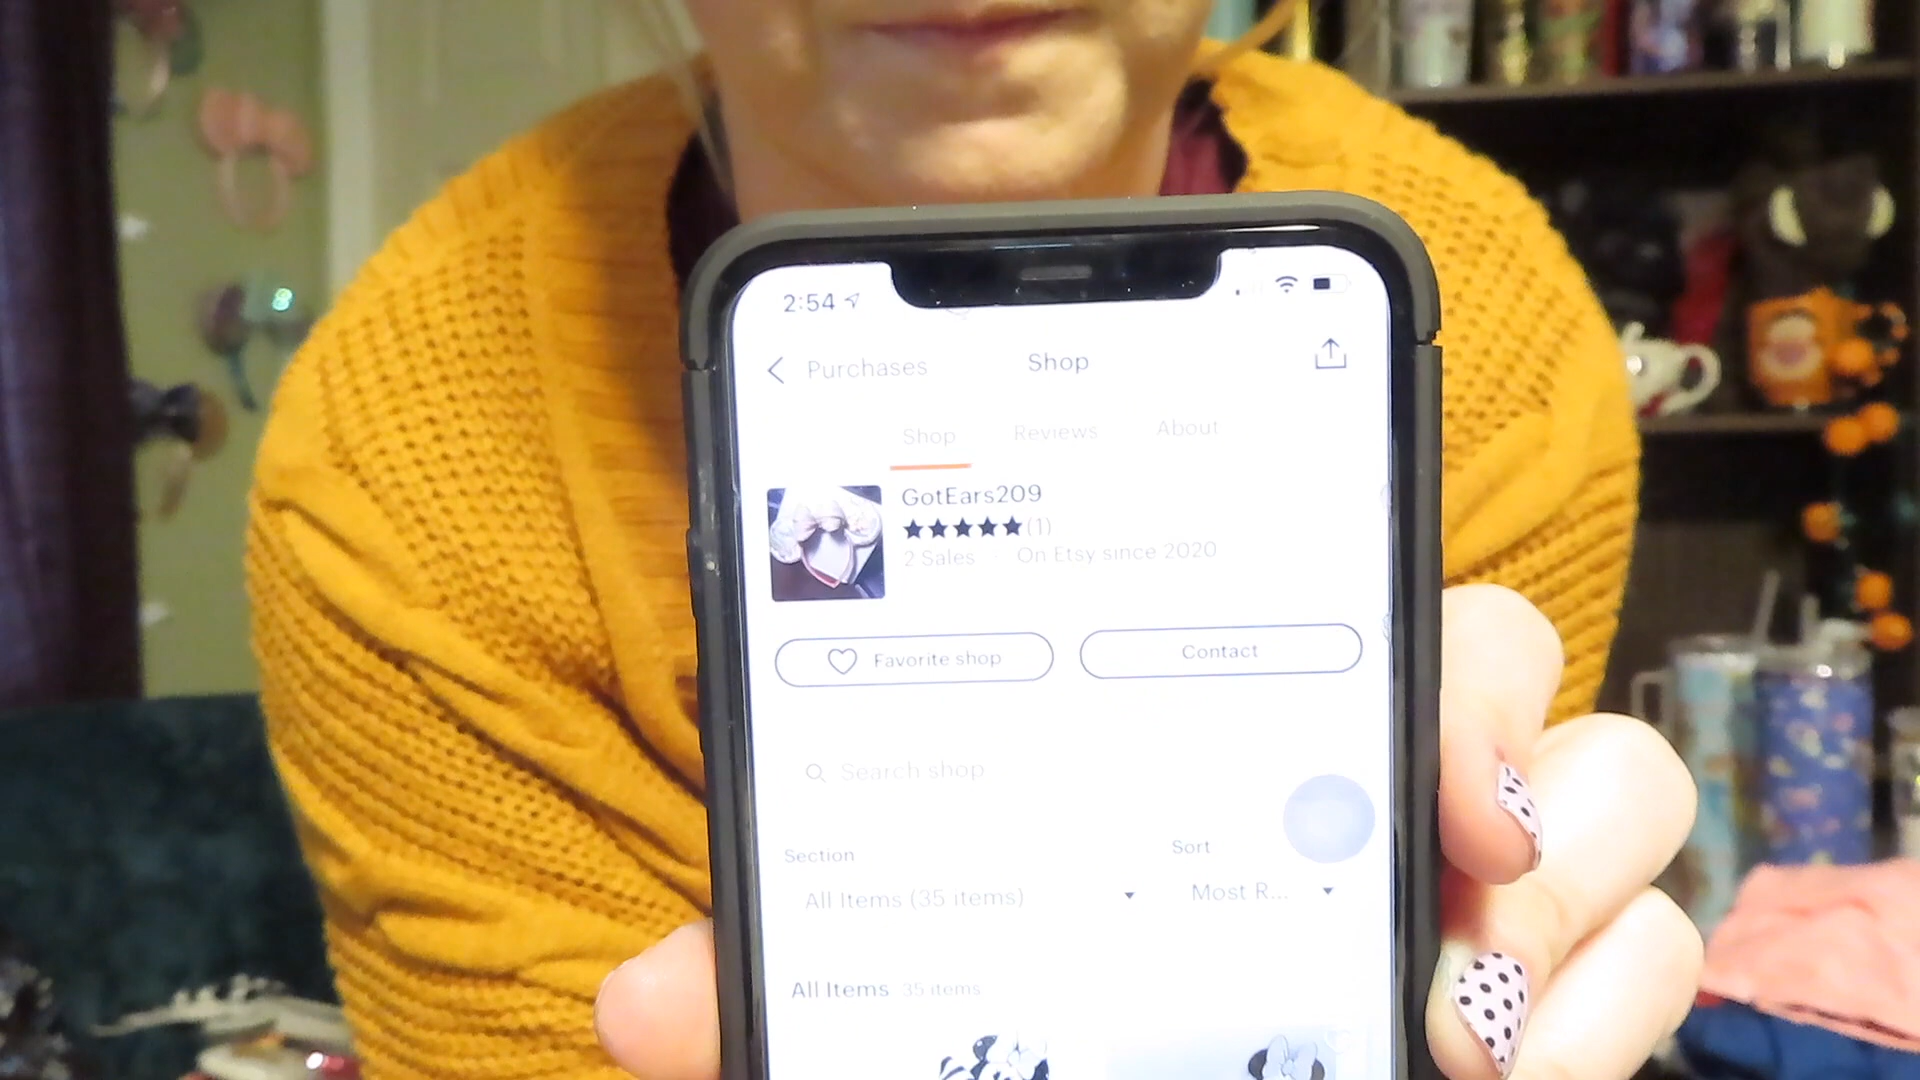 2:54
Purchases
Shop
Shop
Reviews
About
GotEars209
(1)
2 Sales
On Etsy since 2020
Favorite shop
Contact
Search shop
Section
Sort
All Items (35 items)
Most R...
All Items 35 items